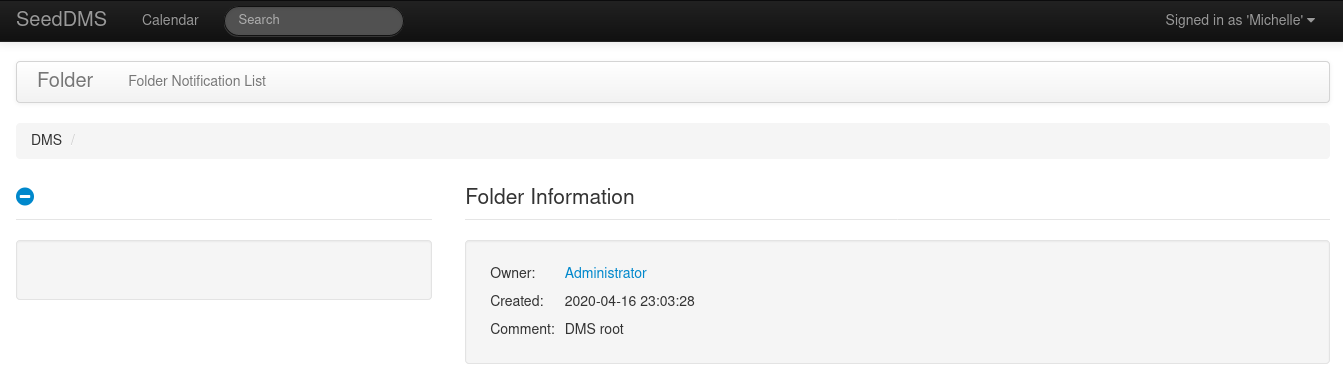 SeedDMS Calendar Search Signed in as 'Michelle'
Folder Folder Notification List
DMS /
Folder Information
Owner: Administrator
Created: 2020-04-16 23:03:28
Comment: DMS root